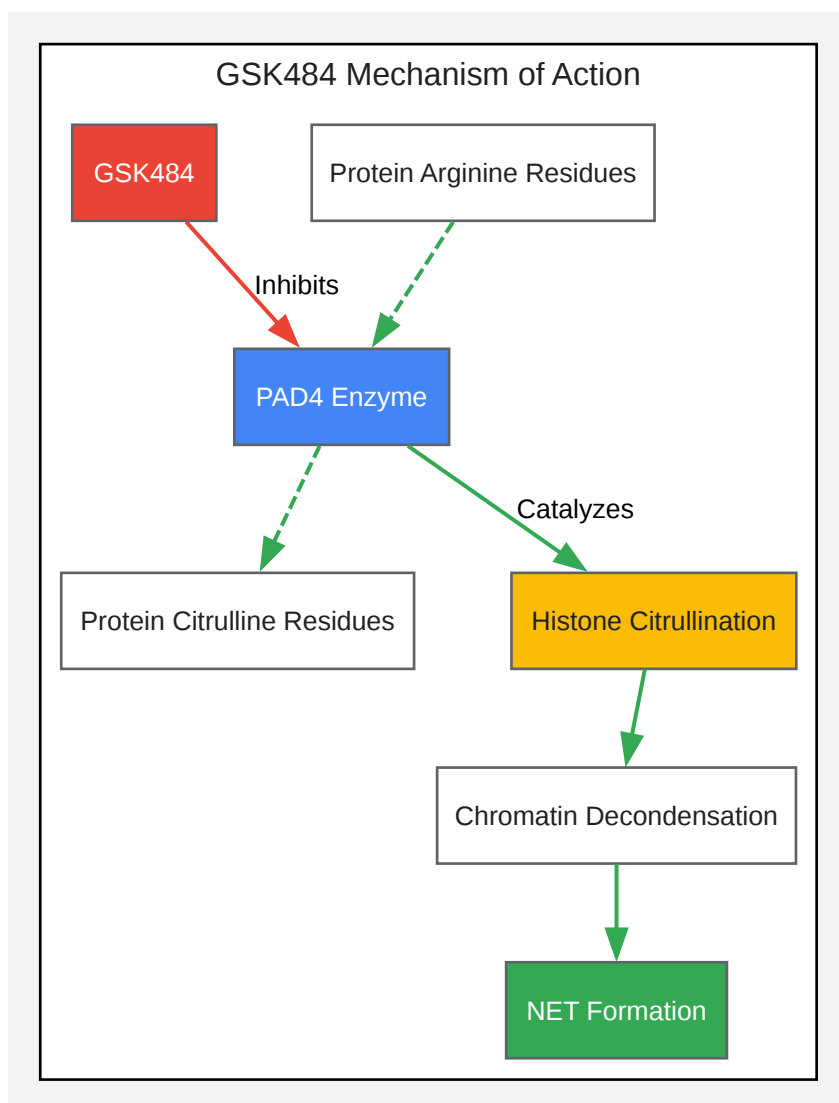 GSK484 Mechanism of Action
GSK484
Protein Arginine Residues
Inhibits
PAD4 Enzyme
Catalyzes
Protein Citrulline Residues
Histone Citrullination
Chromatin Decondensation
NET Formation